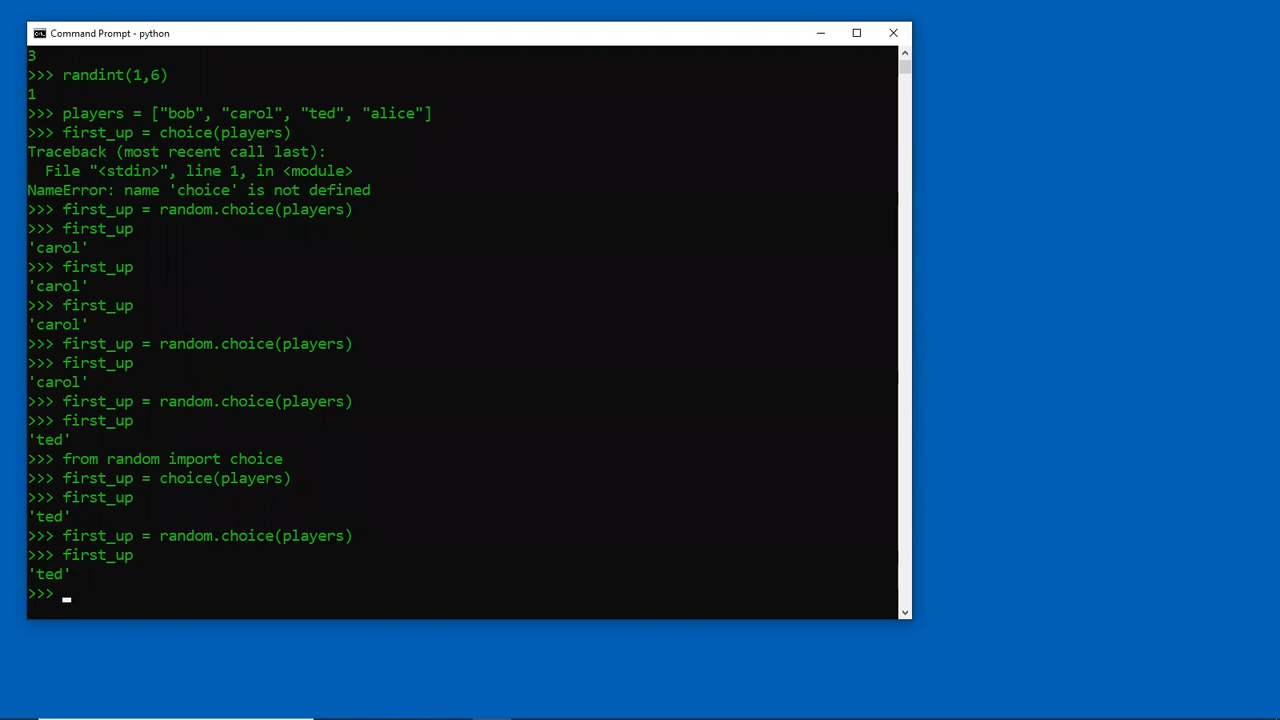 Command Prompt - python
3
>>> randint(1,6)
1
>>> players = ["bob", "carol", "ted", "alice"]
>>> first_up = choice(players)
Traceback (most recent call last):
  File "<stdin>", line 1, in <module>
NameError: name 'choice' is not defined
>>> first_up = random.choice(players)
>>> first_up
'carol'
>>> first_up
'carol'
>>> first_up
'carol'
>>> first_up = random.choice(players)
>>> first_up
'carol'
>>> first_up = random.choice(players)
>>> first_up
'ted'
>>> from random import choice
>>> first_up = choice(players)
>>> first_up
'ted'
>>> first_up = random.choice(players)
>>> first_up
'ted'
>>>